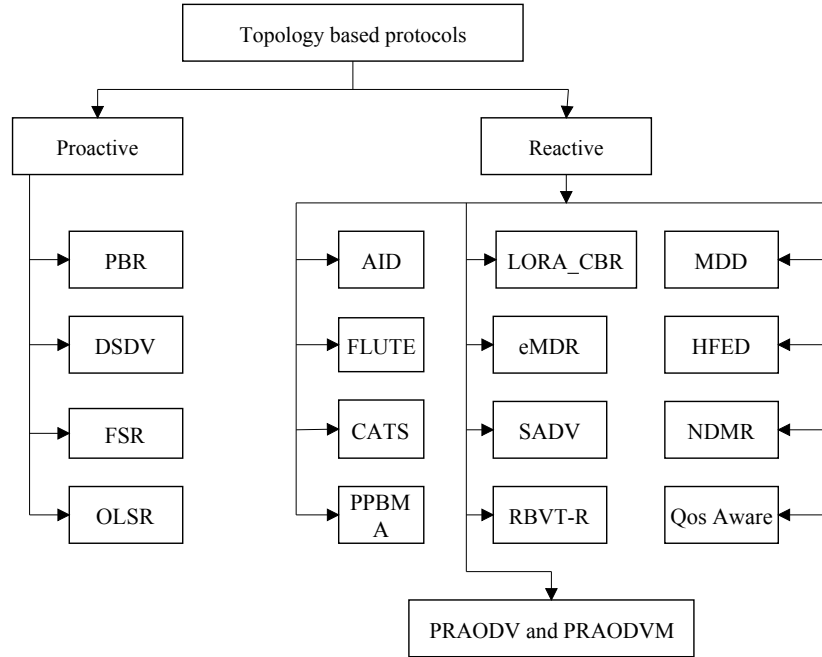 Topology based protocols
Proactive
Reactive
PBR
AID
LORA_CBR
MDD
DSDV
FLUTE
eMDR
HFED
FSR
CATS
SADV
NDMR
OLSR
PPBM
A
RBVT-R
Qos Aware
PRAODV and PRAODVM